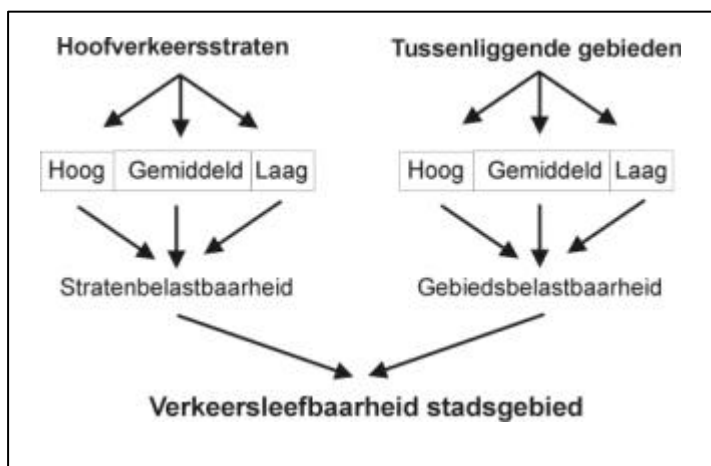 Hoofverkeersstraten Tussenliggende gebieden
Hoog Gemiddeld Laag Hoog Gemiddeld Laag
Stratenbelastbaarheid Gebiedsbelastbaarheid
Verkeersleefbaarheid stadsgebied